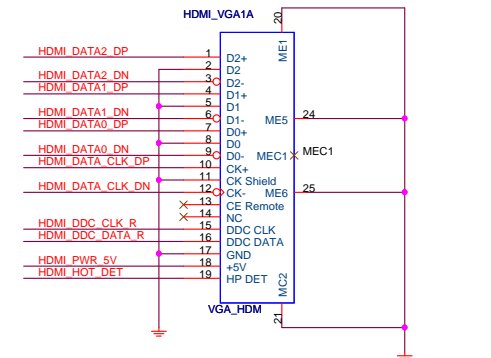 HDMI_VGA1A
20
ME1
HDMI_DATA2_DP 1 D2+
2 D2
HDMI_DATA2_DN 3 D2-
HDMI_DATA1_DP 4 D1+
5 D1
HDMI_DATA1_DN 6 D1- ME5 24
HDMI_DATA0_DP 7 D0+
8 D0
HDMI_DATA0_DN 9 D0- MEC1 MEC1
HDMI_DATA_CLK_DP 10 CK+
11 CK Shield
HDMI_DATA_CLK_DN 12 CK- ME6 25
13 CE Remote
14 NC
HDMI_DDC_CLK_R 15 DDC CLK
HDMI_DDC_DATA_R 16 DDC DATA
17 GND
HDMI_PWR_5V 18 +5V
HDMI_HOT_DET 19 HP DET
MC2
VGA_HDM
21